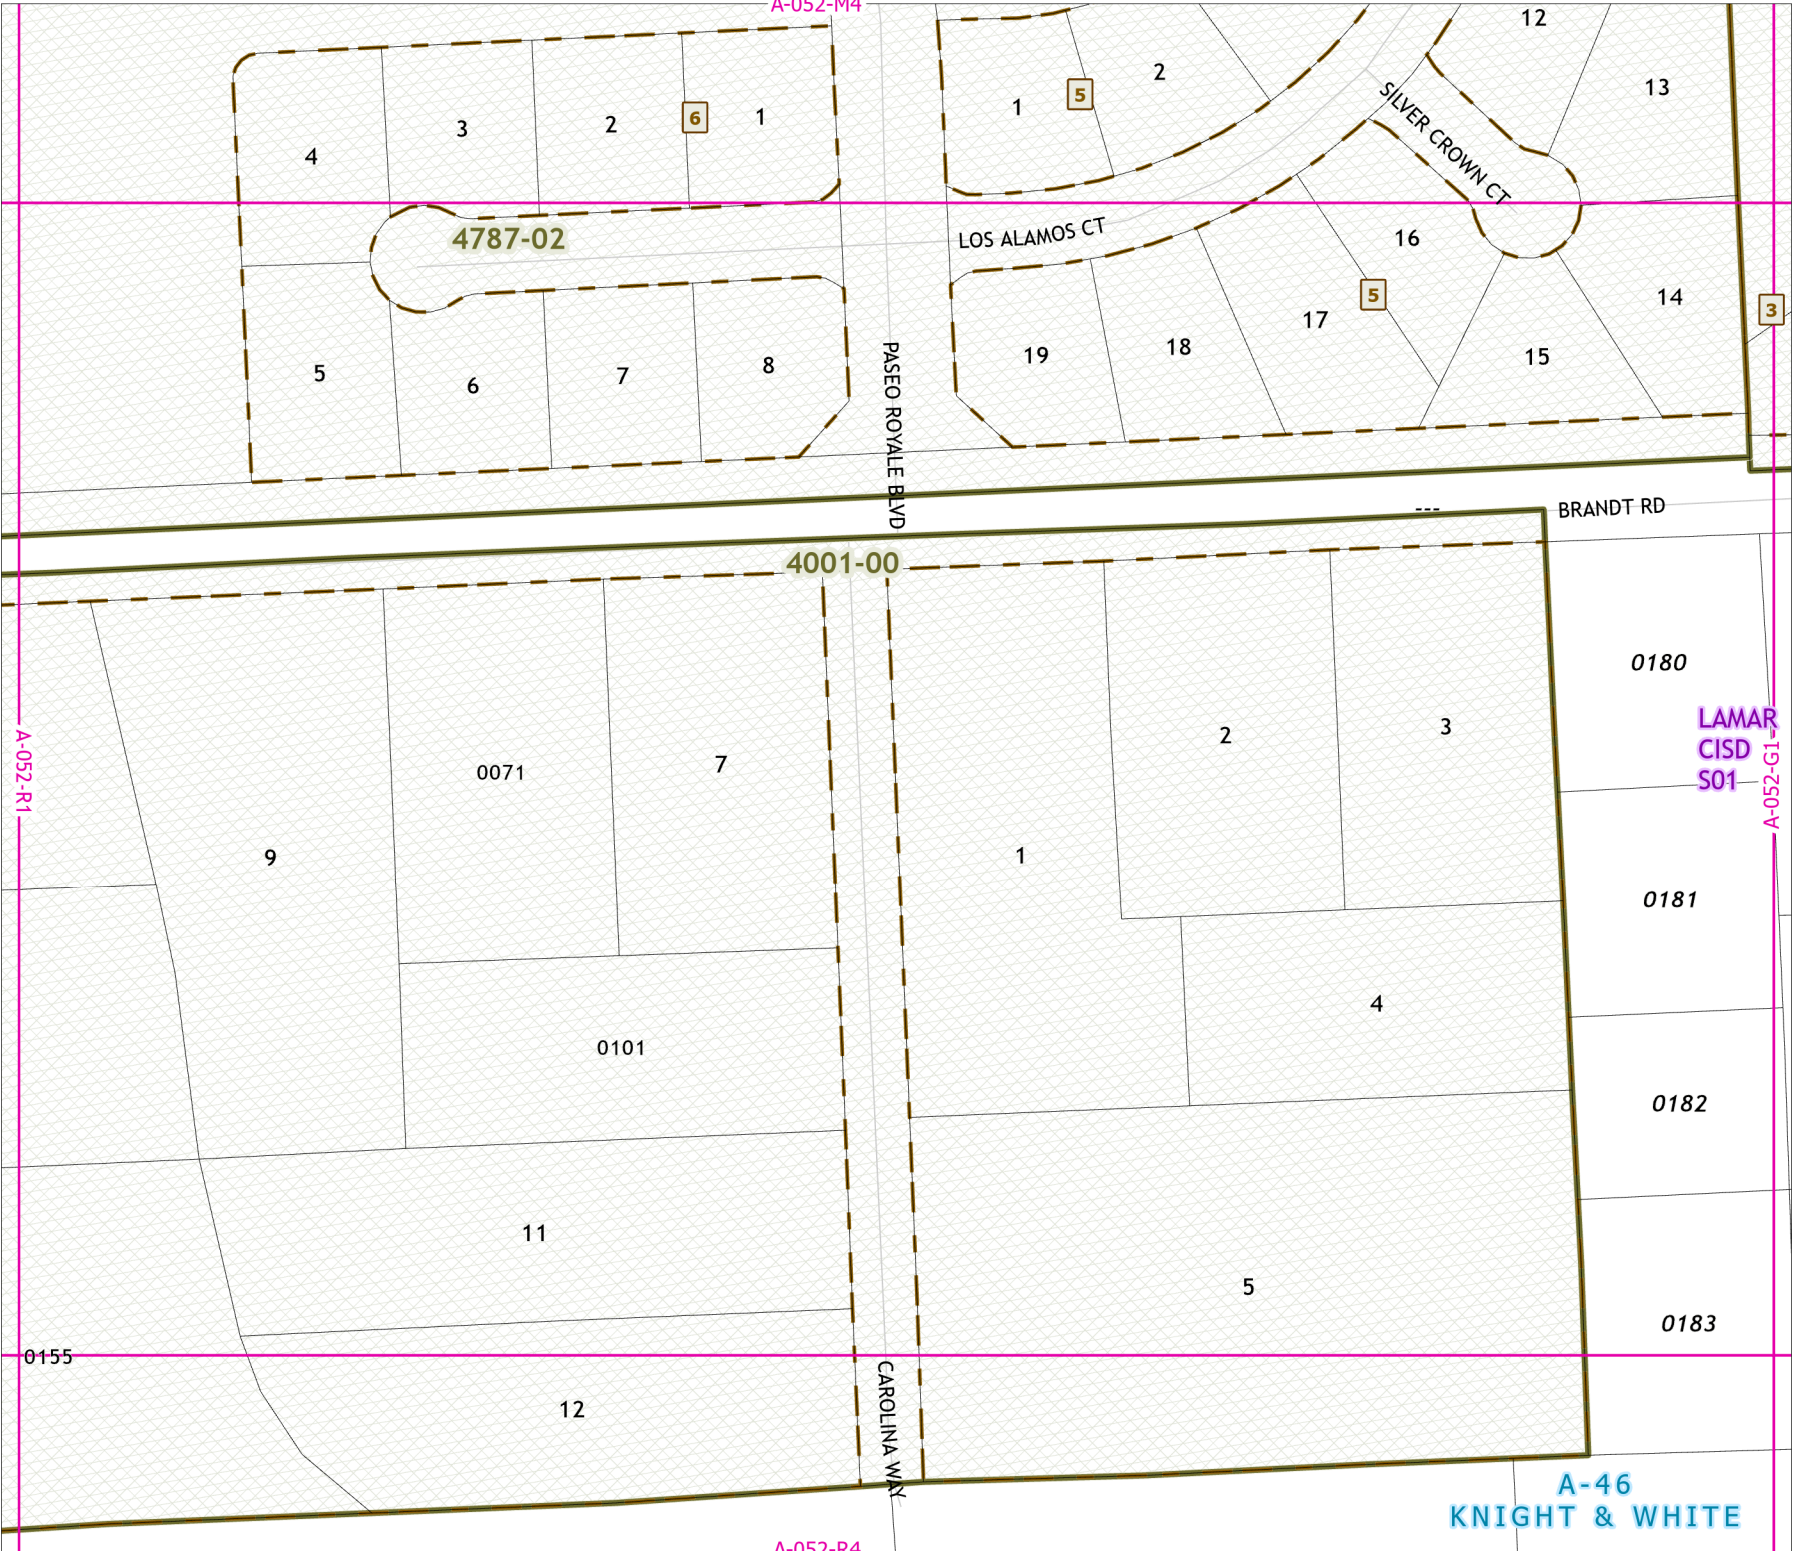 A-052-M4
12
2
13
5
1
6
1
2
3
4
SILVER CROWN CT
4787-02
LOS ALAMOS CT
16
14
5
3
17
18
19
15
8
7
6
5
PASEO ROYALE BLVD
---
BRANDT RD
4001-00
0180
LAMAR
CISD
S01
A-052-R1
A-052-G1
9
0071
7
1
2
3
0181
4
0101
0182
11
5
0183
0155
12
CAROLINA WAY
A-46
KNIGHT & WHITE
A-052-R4